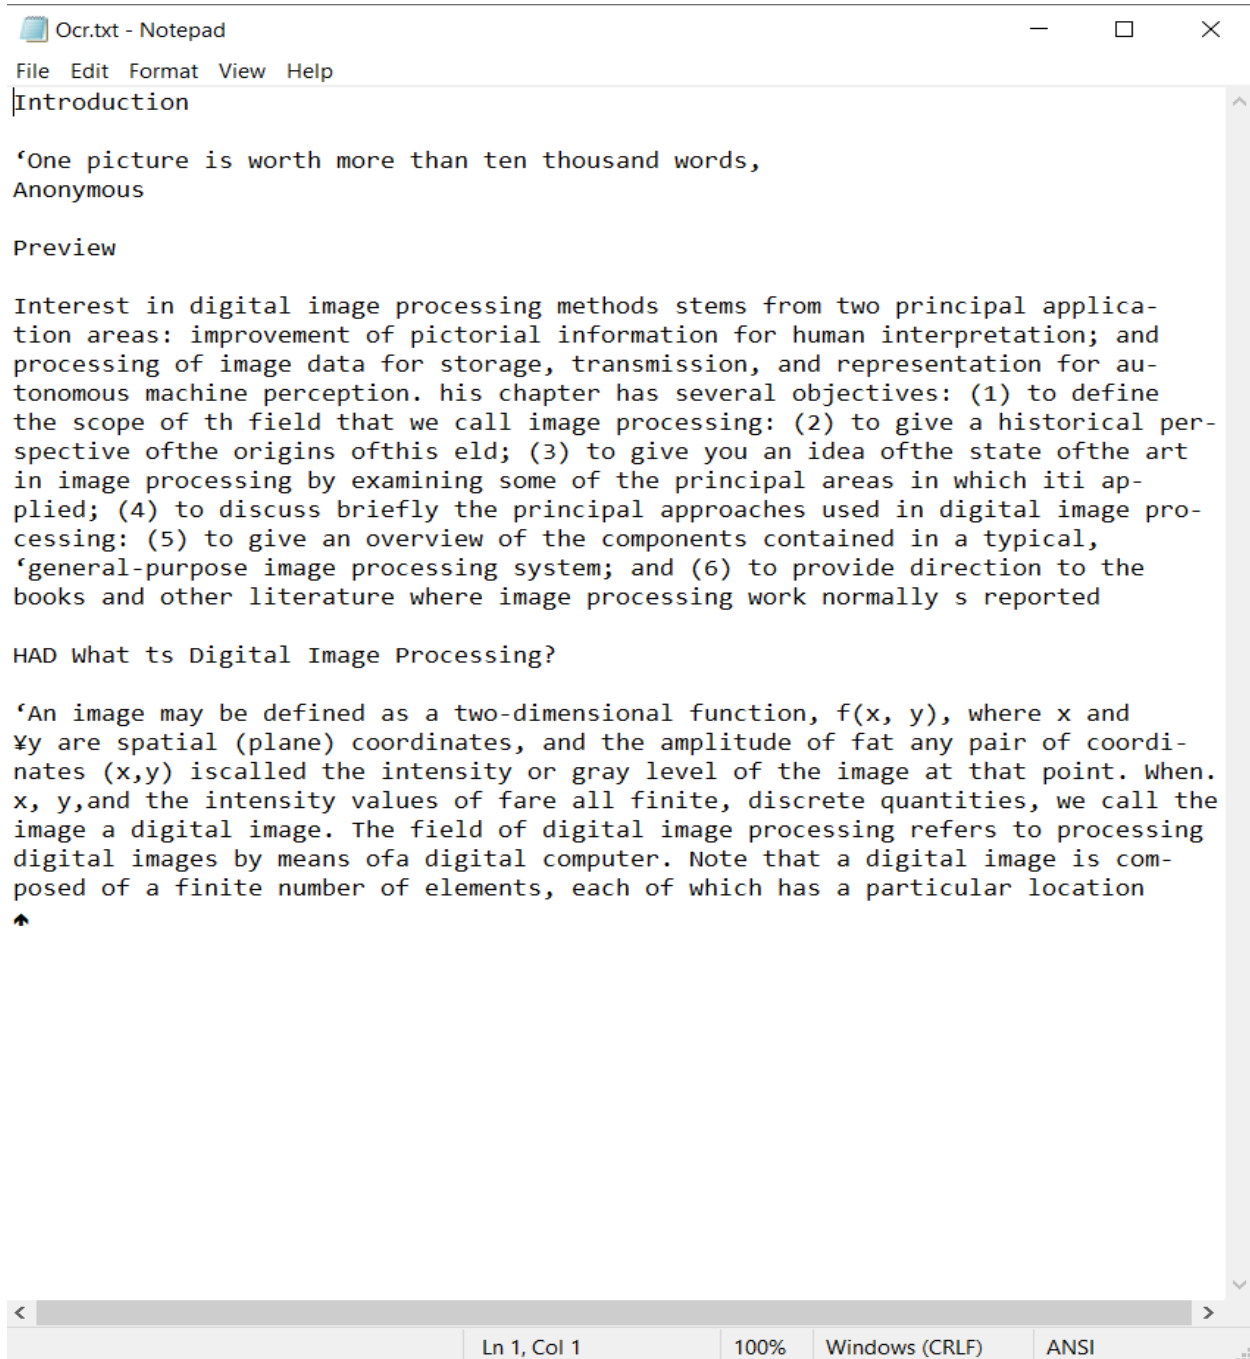 Ocr.txt - Notepad
File Edit Format View Help
Introduction
‘One picture is worth more than ten thousand words,
Anonymous
Preview
Interest in digital image processing methods stems from two principal applica-
tion areas: improvement of pictorial information for human interpretation; and
processing of image data for storage, transmission, and representation for au-
tonomous machine perception. his chapter has several objectives: (1) to define
the scope of th field that we call image processing: (2) to give a historical per-
spective ofthe origins ofthis eld; (3) to give you an idea ofthe state ofthe art
in image processing by examining some of the principal areas in which iti ap-
plied; (4) to discuss briefly the principal approaches used in digital image pro-
cessing: (5) to give an overview of the components contained in a typical,
‘general-purpose image processing system; and (6) to provide direction to the
books and other literature where image processing work normally s reported
HAD What ts Digital Image Processing?
‘An image may be defined as a two-dimensional function, f(x, y), where x and
¥y are spatial (plane) coordinates, and the amplitude of fat any pair of coordi-
nates (x,y) iscalled the intensity or gray level of the image at that point. When.
x, y,and the intensity values of fare all finite, discrete quantities, we call the
image a digital image. The field of digital image processing refers to processing
digital images by means ofa digital computer. Note that a digital image is com-
posed of a finite number of elements, each of which has a particular location
Ln 1, Col 1 100% Windows (CRLF) ANSI